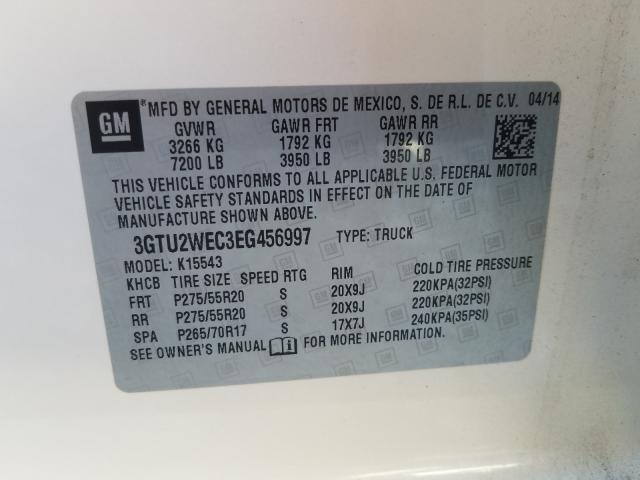 GM
*MFD BY GENERAL MOTORS DE MEXICO, S. DE R.L. DE C.V. 04/14
GVWR GAWR FRT GAWR RR
3266 KG 1792 KG 1792 KG
7200 LB 3950 LB 3950 LB
THIS VEHICLE CONFORMS TO ALL APPLICABLE U.S. FEDERAL MOTOR
VEHICLE SAFETY STANDARDS IN EFFECT ON THE DATE OF
MANUFACTURE SHOWN ABOVE.
3GTU2WEC3EG456997 TYPE: TRUCK
MODEL: K15543
KHCB TIRE SIZE SPEED RTG RIM COLD TIRE PRESSURE
FRT P275/55R20 S 20X9J 220KPA(32PSI)
RR P275/55R20 S 20X9J 220KPA(32PSI)
SPA P265/70R17 S 17X7J 240KPA(35PSI)
SEE OWNER'S MANUAL i FOR MORE INFORMATION.